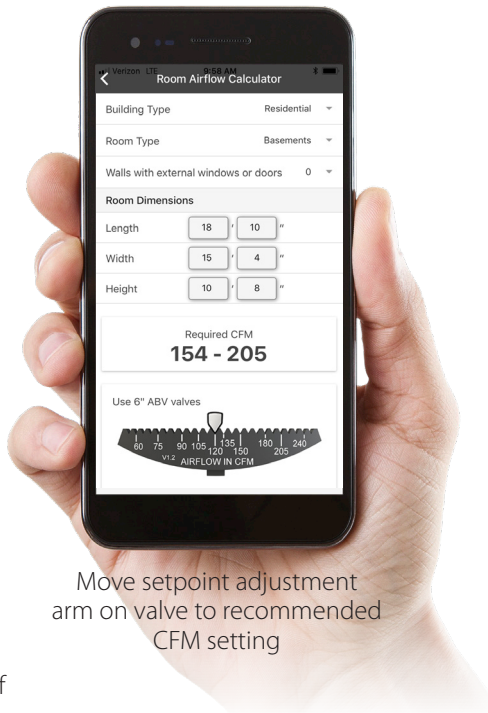 Verizon LTE 9:58 AM
Room Airflow Calculator
Building Type Residential
Room Type Basements
Walls with external windows or doors 0
Room Dimensions
Length 18 ' 10 "
Width 15 ' 4 "
Height 10 ' 8 "
Required CFM
154 - 205
Use 6" ABV valves
60 75 90 105 120 135 150 180 205 240
V1.2 AIRFLOW IN CFM
Move setpoint adjustment
arm on valve to recommended
CFM setting
f